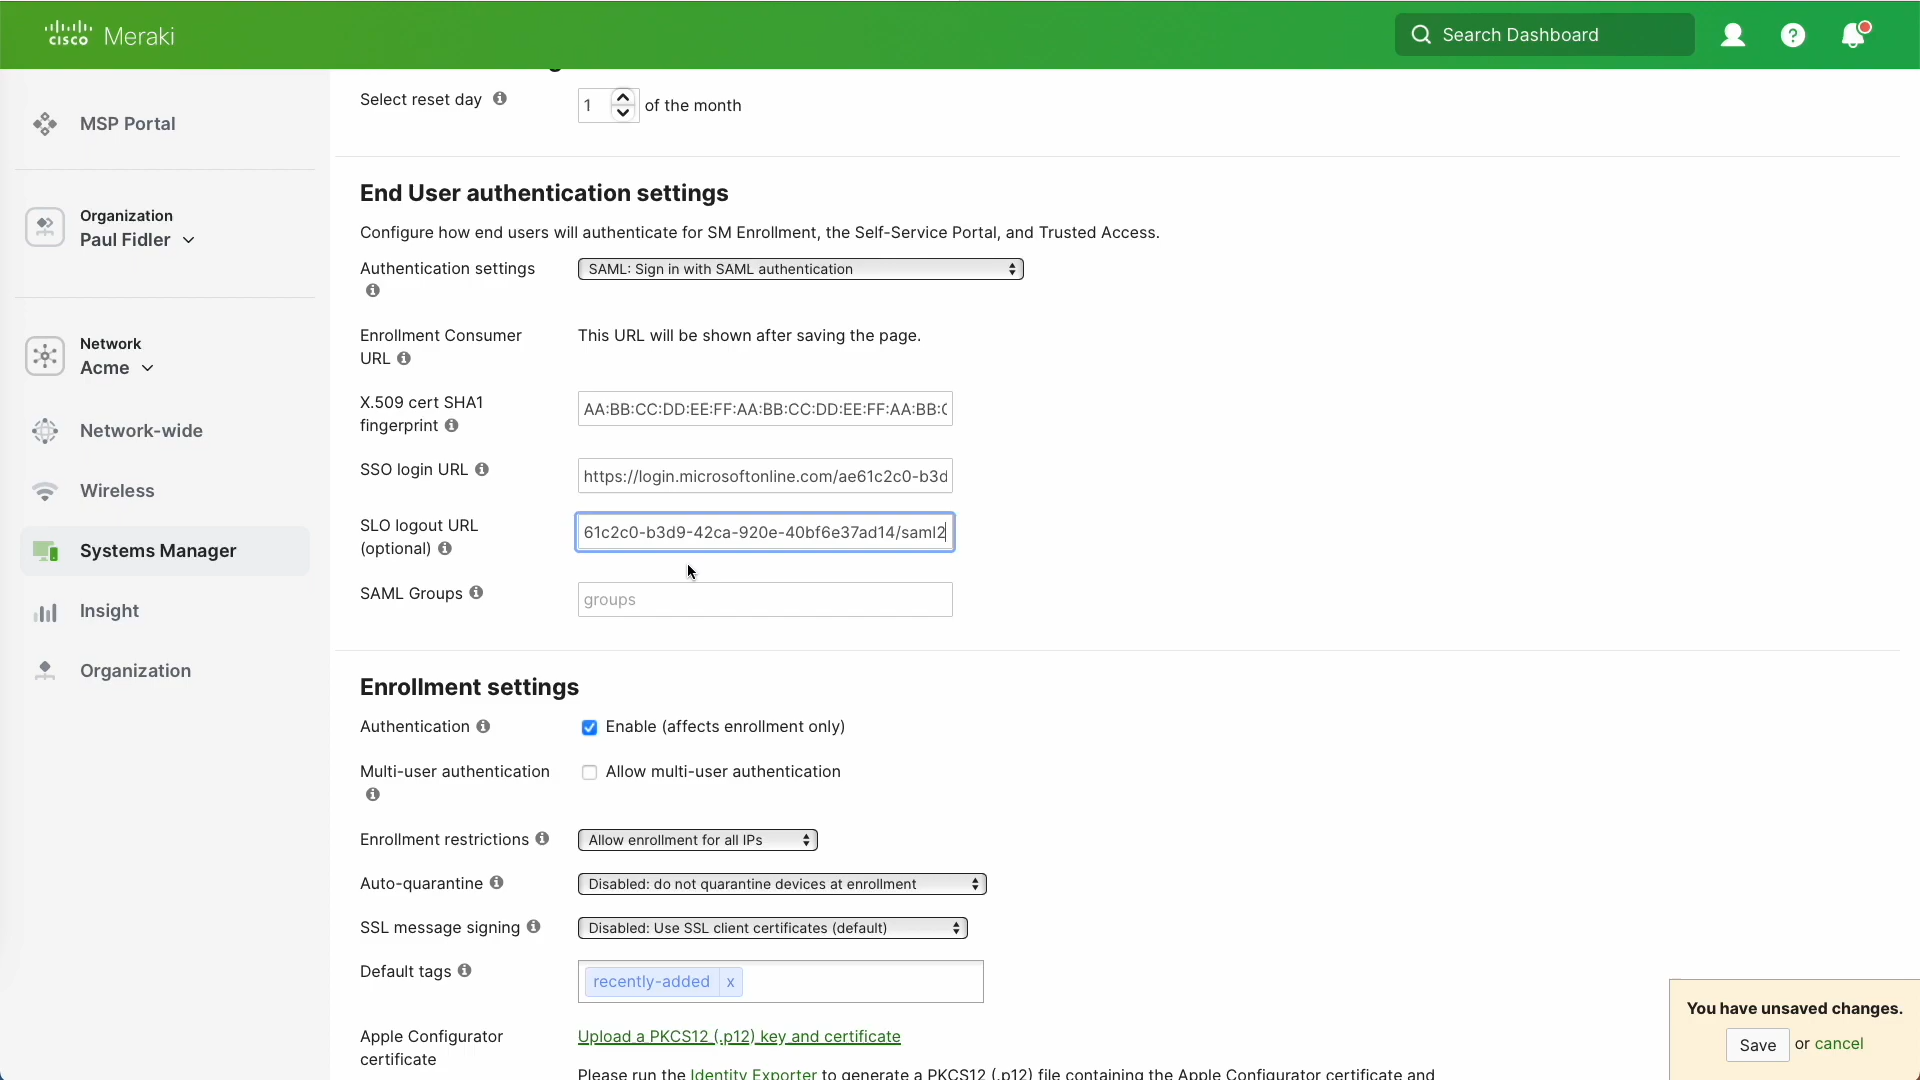 cisco Meraki
Search Dashboard
MSP Portal
Organization
Paul Fidler
Network
Acme
Network-wide
Wireless
Systems Manager
Insight
Organization
Select reset day
1 of the month
End User authentication settings
Configure how end users will authenticate for SM Enrollment, the Self-Service Portal, and Trusted Access.
Authentication settings
SAML: Sign in with SAML authentication
Enrollment Consumer
URL
This URL will be shown after saving the page.
X.509 cert SHA1
fingerprint
AA:BB:CC:DD:EE:FF:AA:BB:CC:DD:EE:FF:AA:BB:C
SSO login URL
https://login.microsoftonline.com/ae61c2c0-b3d
SLO logout URL
(optional)
61c2c0-b3d9-42ca-920e-40bf6e37ad14/saml2
SAML Groups
groups
Enrollment settings
Authentication
Enable (affects enrollment only)
Multi-user authentication
Allow multi-user authentication
Enrollment restrictions
Allow enrollment for all IPs
Auto-quarantine
Disabled: do not quarantine devices at enrollment
SSL message signing
Disabled: Use SSL client certificates (default)
Default tags
recently-added x
Apple Configurator
certificate
Upload a PKCS12 (.p12) key and certificate
Please run the Identity Exporter to generate a PKCS12 (.p12) file containing the Apple Configurator certificate and
You have unsaved changes.
Save or cancel